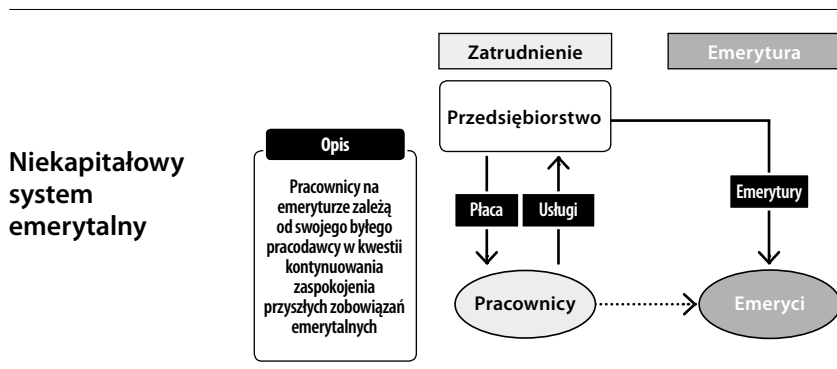 Zatrudnienie
Emerytura
Niekapitałowy
system
emerytalny
Opis
Pracownicy na
emeryturze zależą
od swojego byłego
pracodawcy w kwestii
kontynuowania
zaspokojenia
przyszłych zobowiązań
emerytalnych
Przedsiębiorstwo
Płaca
Usługi
Emerytury
Pracownicy
Emeryci